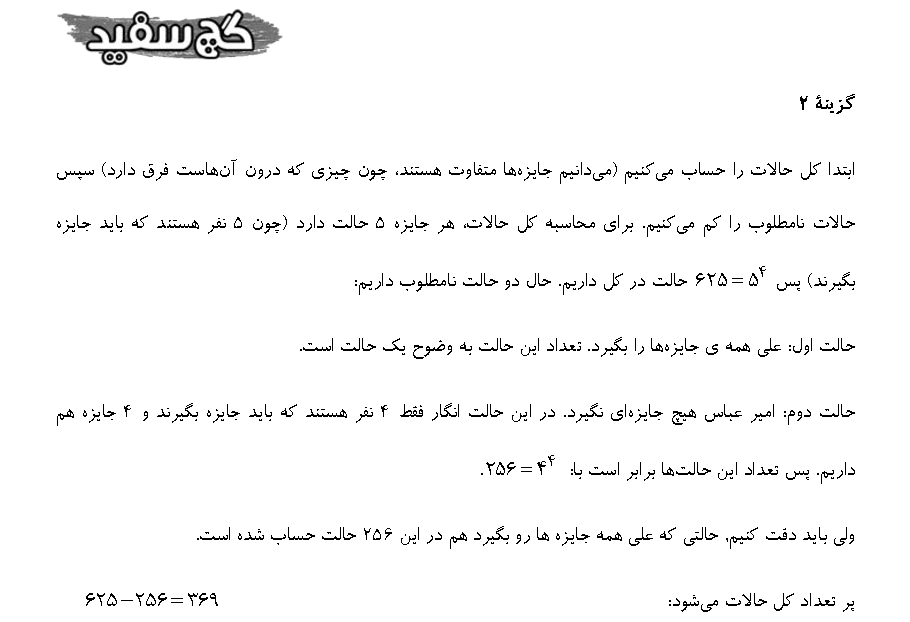 گچ سفید
گزینهٔ ۲
ابتدا کل حالات را حساب می‌کنیم (می‌دانیم جایزه‌ها متفاوت هستند، چون چیزی که درون آن‌هاست فرق دارد) سپس
حالات نامطلوب را کم می‌کنیم. برای محاسبه کل حالات، هر جایزه ۵ حالت دارد (چون ۵ نفر هستند که باید جایزه
بگیرند) پس ۵⁴ = ۶۲۵ حالت در کل داریم. حال دو حالت نامطلوب داریم:
حالت اول: علی همه ی جایزه‌ها را بگیرد. تعداد این حالت به وضوح یک حالت است.
حالت دوم: امیر عباس هیچ جایزه‌ای نگیرد. در این حالت انگار فقط ۴ نفر هستند که باید جایزه بگیرند و ۴ جایزه هم
داریم. پس تعداد این حالت‌ها برابر است با: ۴⁴ = ۲۵۶.
ولی باید دقت کنیم, حالتی که علی همه جایزه ها رو بگیرد هم در این ۲۵۶ حالت حساب شده است.
پر تعداد کل حالات می‌شود: ۶۲۵−۲۵۶=۳۶۹